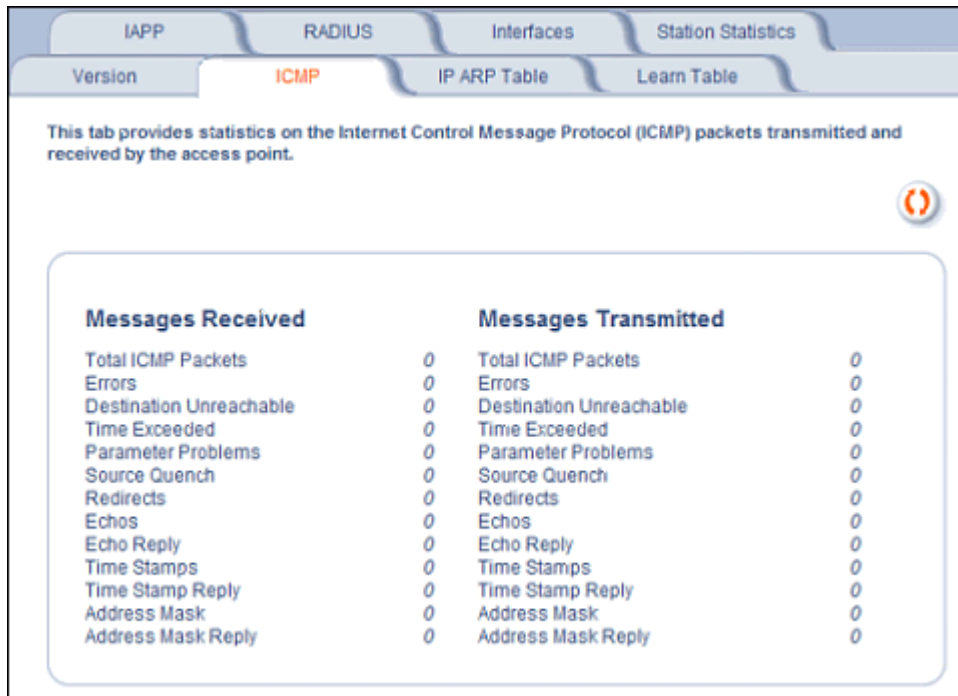 IAPP RADIUS Interfaces Station Statistics
Version ICMP IP ARP Table Learn Table
This tab provides statistics on the Internet Control Message Protocol (ICMP) packets transmitted and
received by the access point.
Messages Received Messages Transmitted
Total ICMP Packets 0 Total ICMP Packets 0
Errors 0 Errors 0
Destination Unreachable 0 Destination Unreachable 0
Time Exceeded 0 Time Exceeded 0
Parameter Problems 0 Parameter Problems 0
Source Quench 0 Source Quench 0
Redirects 0 Redirects 0
Echos 0 Echos 0
Echo Reply 0 Echo Reply 0
Time Stamps 0 Time Stamps 0
Time Stamp Reply 0 Time Stamp Reply 0
Address Mask 0 Address Mask 0
Address Mask Reply 0 Address Mask Reply 0